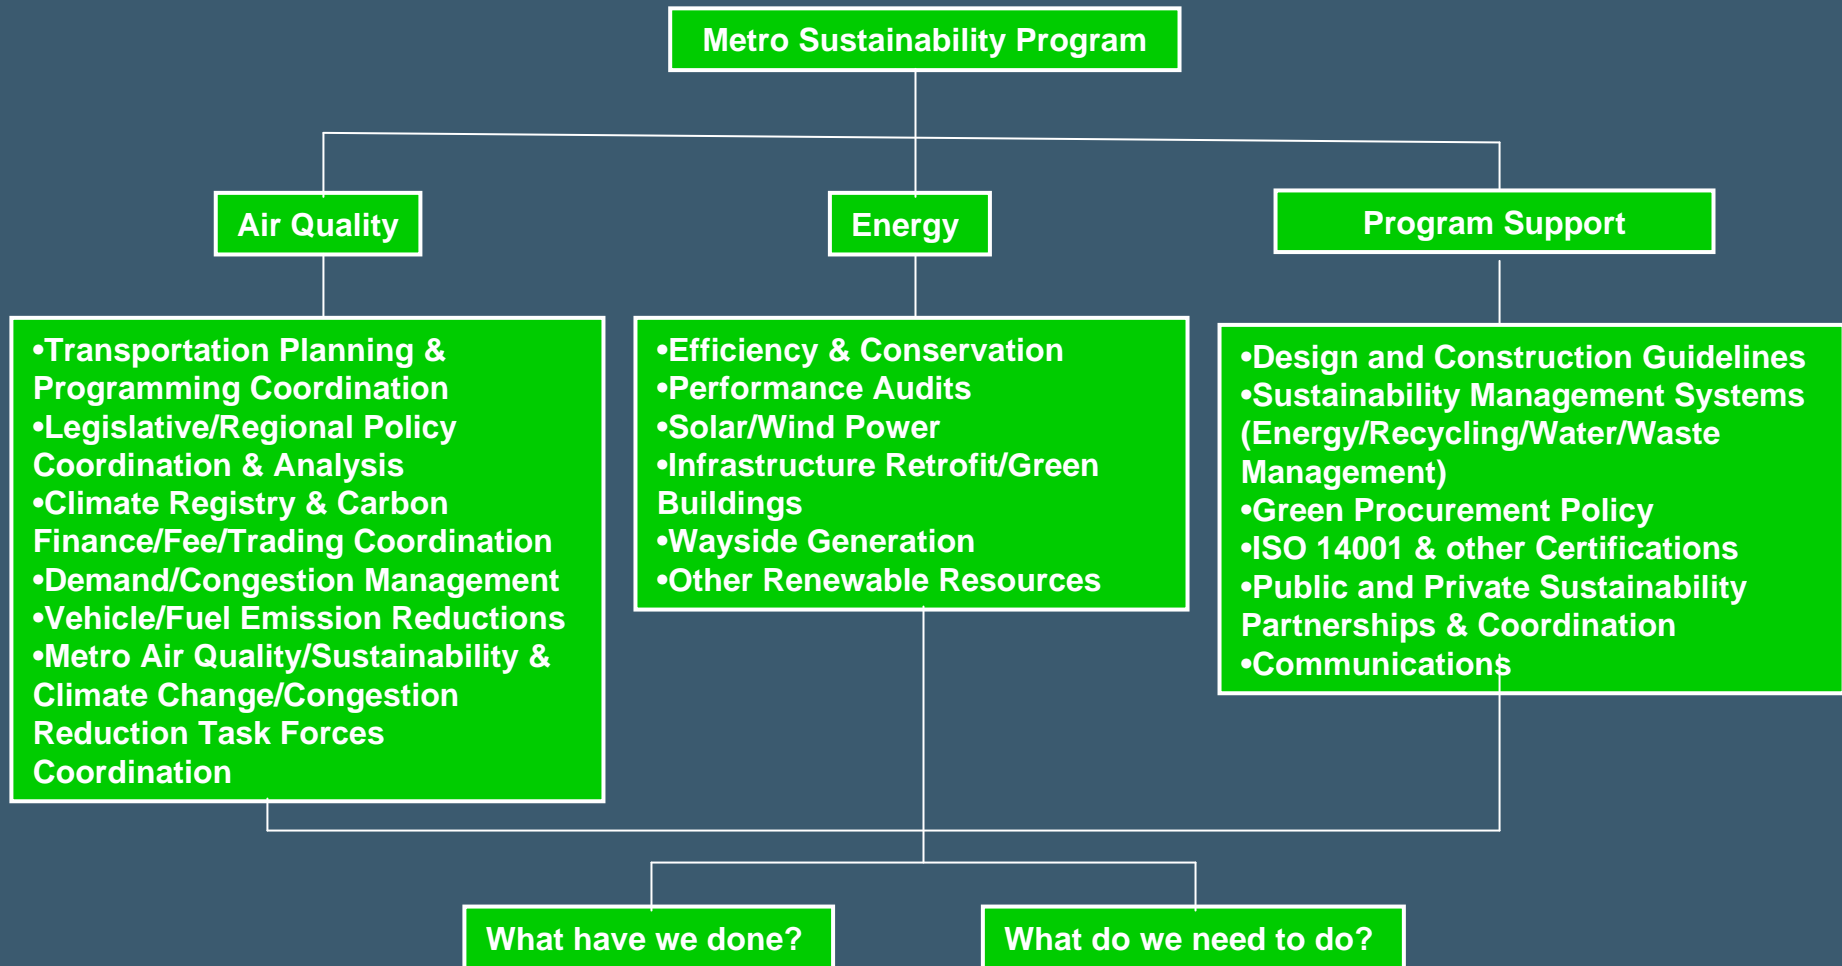 Metro Sustainability Program
Air Quality
Energy
Program Support
•Transportation Planning &
Programming Coordination
•Legislative/Regional Policy
Coordination & Analysis
•Climate Registry & Carbon
Finance/Fee/Trading Coordination
•Demand/Congestion Management
•Vehicle/Fuel Emission Reductions
•Metro Air Quality/Sustainability &
Climate Change/Congestion
Reduction Task Forces
Coordination
•Efficiency & Conservation
•Performance Audits
•Solar/Wind Power
•Infrastructure Retrofit/Green
Buildings
•Wayside Generation
•Other Renewable Resources
•Design and Construction Guidelines
•Sustainability Management Systems
(Energy/Recycling/Water/Waste
Management)
•Green Procurement Policy
•ISO 14001 & other Certifications
•Public and Private Sustainability
Partnerships & Coordination
•Communications
What have we done?
What do we need to do?